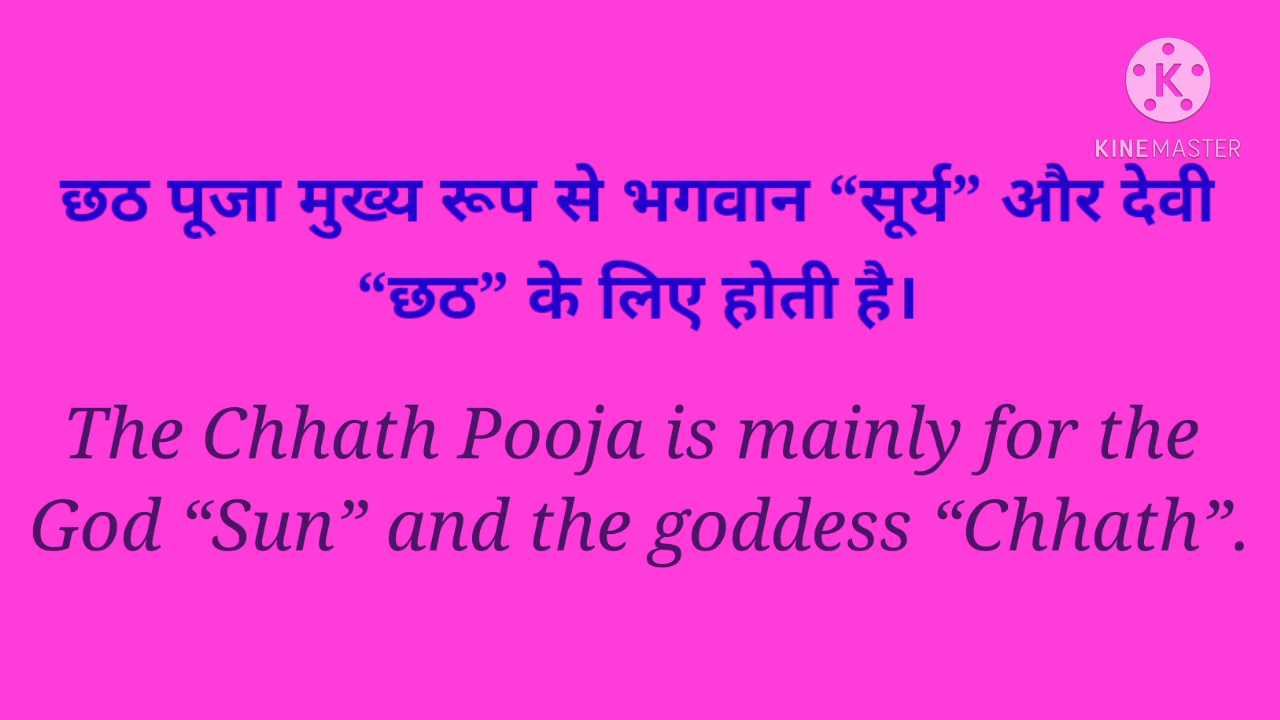 K
KINEMASTER
छठ पूजा मुख्य रूप से भगवान “सूर्य” और देवी
“छठ” के लिए होती है।
The Chhath Pooja is mainly for the
God “Sun” and the goddess “Chhath”.